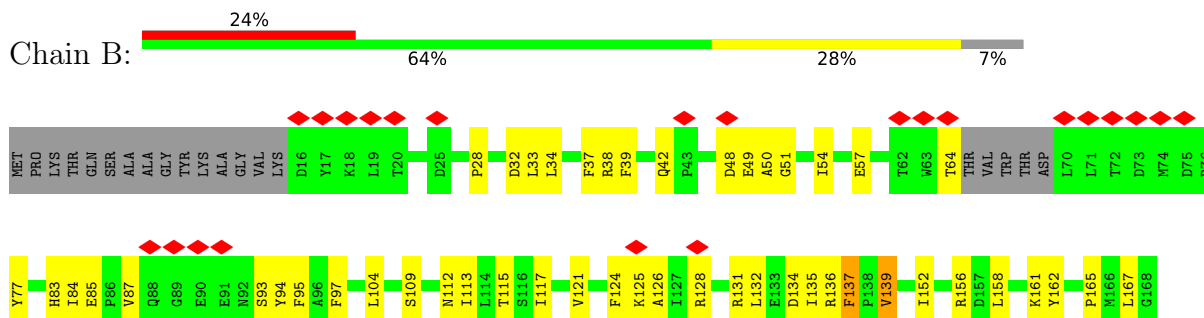 24%
Chain B:
64% 28% 7%
MET PRO LYS THR GLN SER ALA ALA GLY TYR LYS ALA GLY VAL LYS D16 Y17 K18 L19 T20 D25 P28 D32 L33 L34 F37 R38 F39 Q42 P43 D48 E49 A50 G51 I54 E57 T62 W63 T64 THR VAL TRP THR ASP L70 L71 T72 D73 M74 D75
Y77 H83 I84 E85 P86 V87 Q88 G89 E90 E91 N92 S93 Y94 F95 A96 F97 L104 S109 N112 I113 L114 T115 S116 I117 V121 F124 K125 A126 I127 R128 R131 L132 E133 D134 I135 R136 F137 P138 V139 I152 R156 D157 L158 K161 Y162 P165 M166 L167 G168